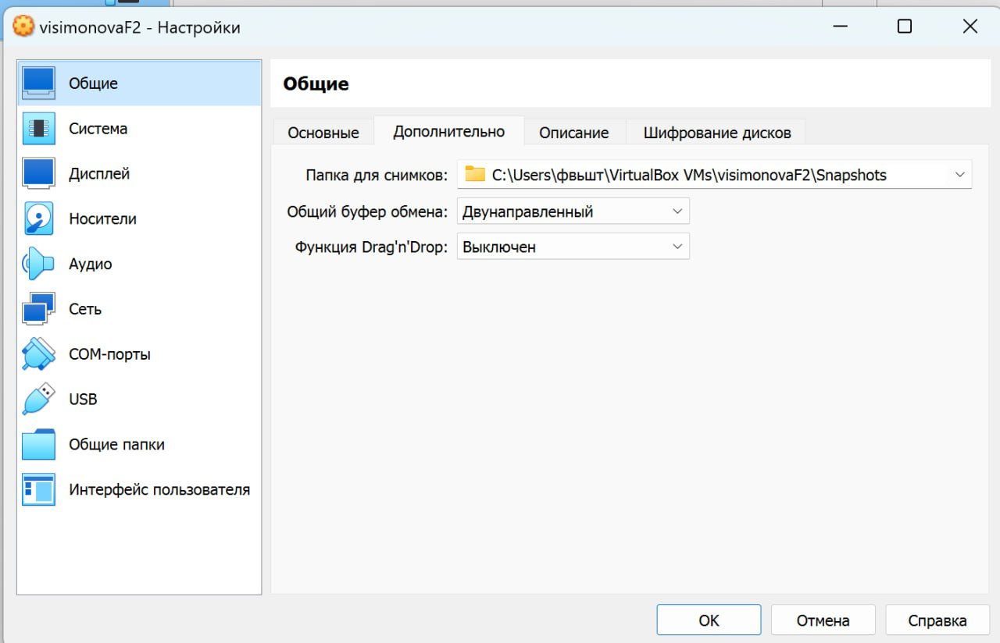 visimonovaF2 - Настройки
Общие
Система
Дисплей
Носители
Аудио
Сеть
COM-порты
USB
Общие папки
Интерфейс пользователя
Общие
Основные
Дополнительно
Описание
Шифрование дисков
Папка для снимков: C:\Users\фвьшт\VirtualBox VMs\visimonovaF2\Snapshots
Общий буфер обмена: Двунаправленный
Функция Drag'n'Drop: Выключен
OK
Отмена
Справка